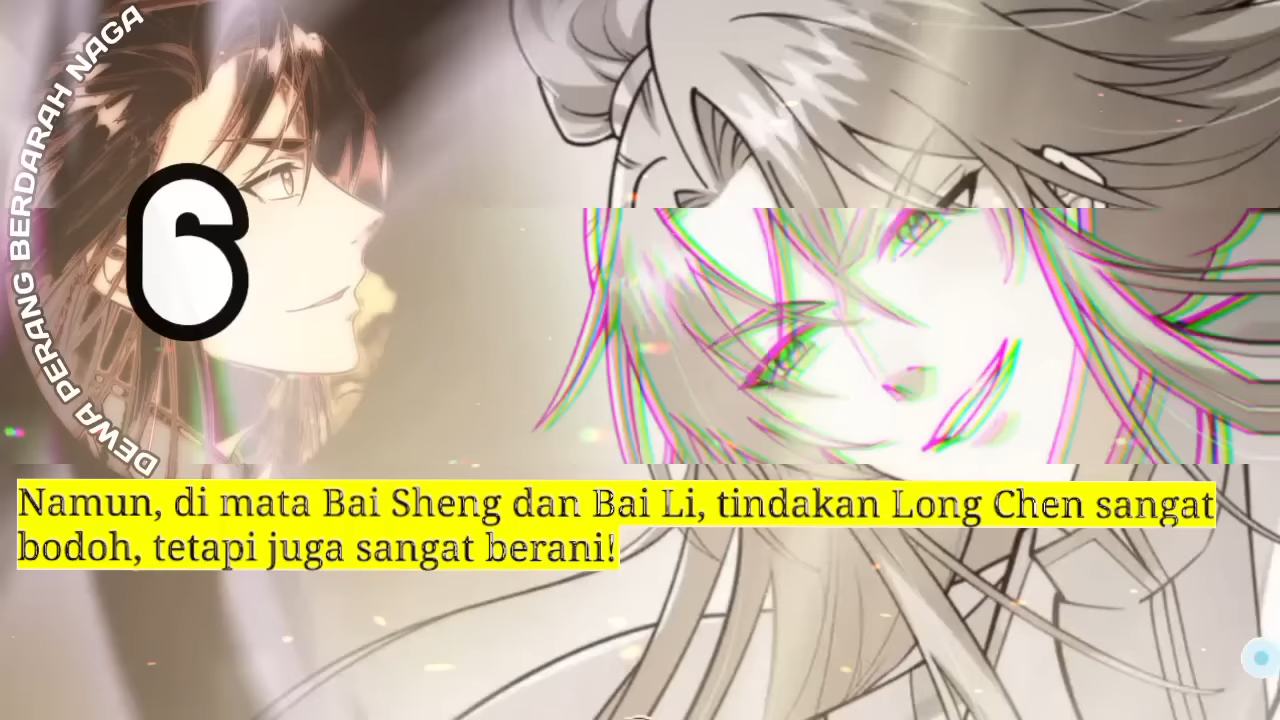 DEWA PERANG BERDARAH NAGA
6
Namun, di mata Bai Sheng dan Bai Li, tindakan Long Chen sangat
bodoh, tetapi juga sangat berani!